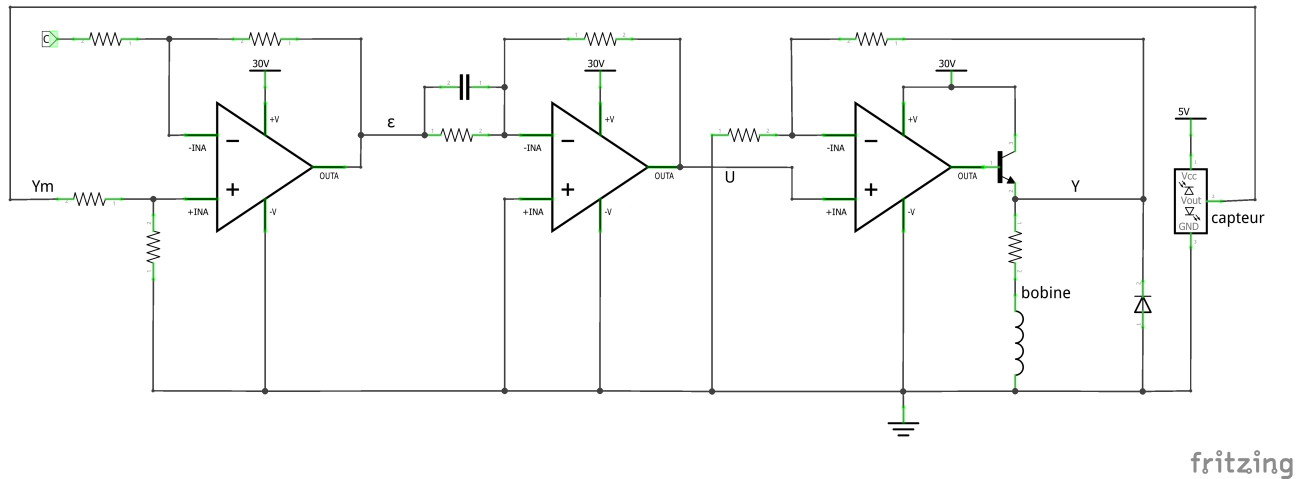 C
30V
30V
30V
5V
ε
+V
+V
+V
-INA
-INA
-INA
OUTA
OUTA
OUTA
U
Ym
Y
+INA
+INA
+INA
-V
-V
-V
Vcc
Vout
GND
capteur
bobine
fritzing